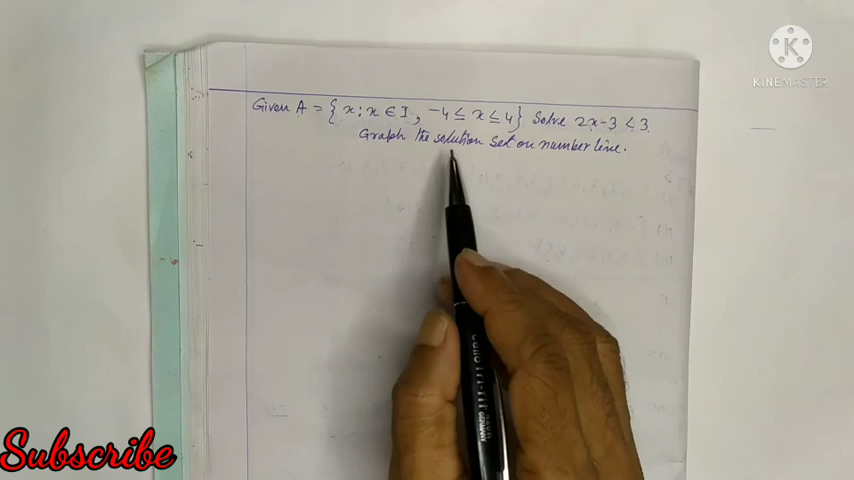 Given A = { x : x ∈ I , -4 ≤ x ≤ 4 } Solve 2x-3 < 3.
Graph the solution set on number line.
K
KINEMASTER
Subscribe